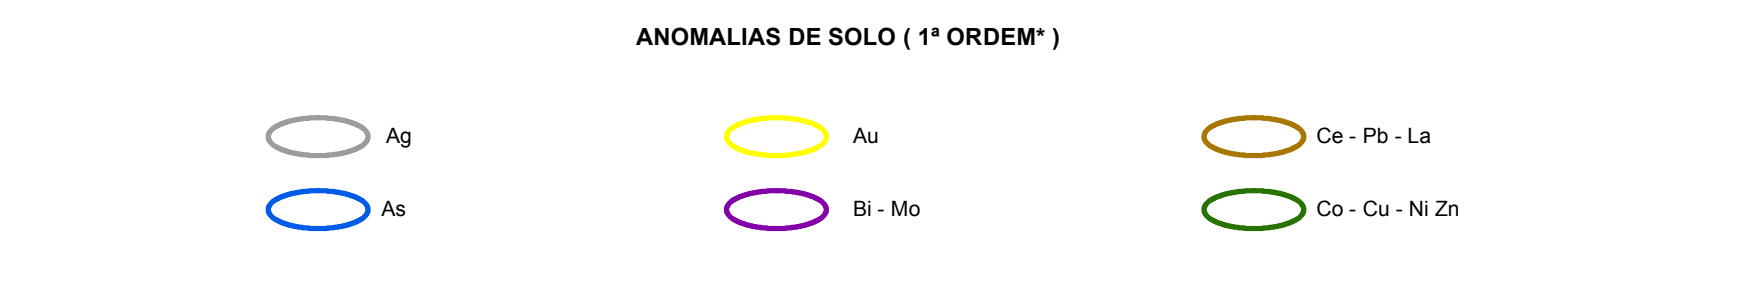 ANOMALIAS DE SOLO ( 1ª ORDEM* )
Ag
Au
Ce - Pb - La
As
Bi - Mo
Co - Cu - Ni Zn